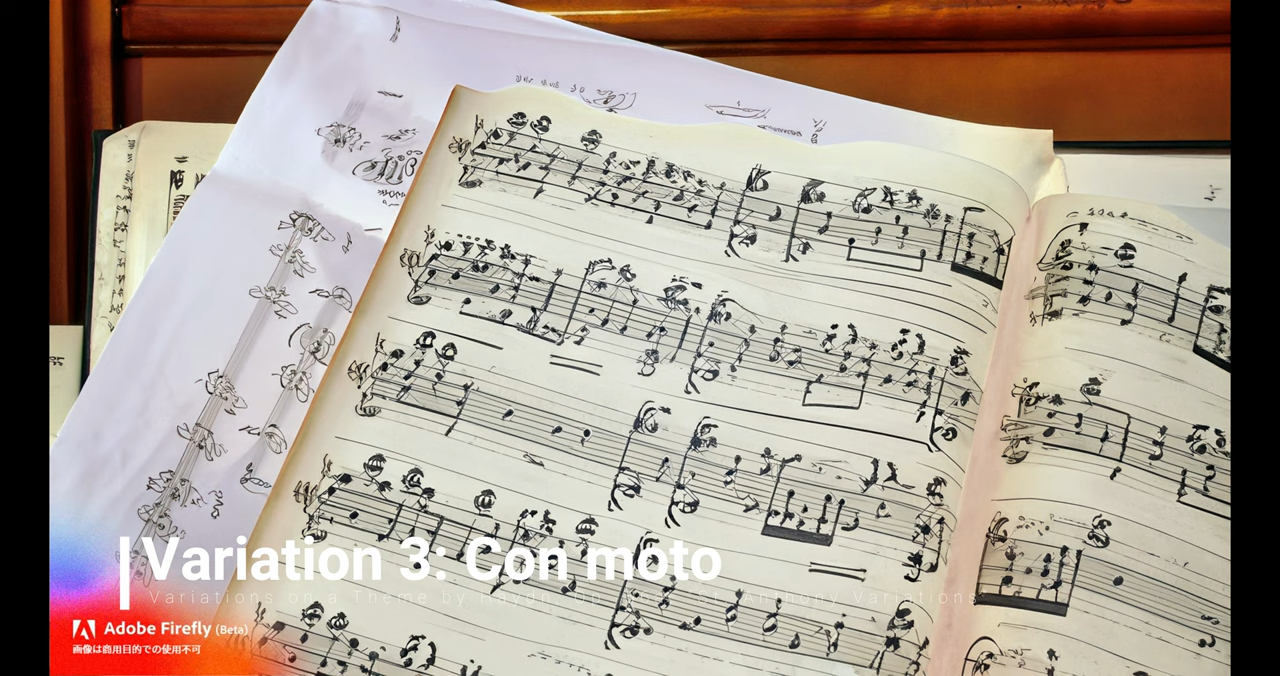 Variation 3: Con moto
Variations on a Theme by Haydn, St. Anthony Variations
Adobe Firefly (Beta)
画像は商用目的での使用不可